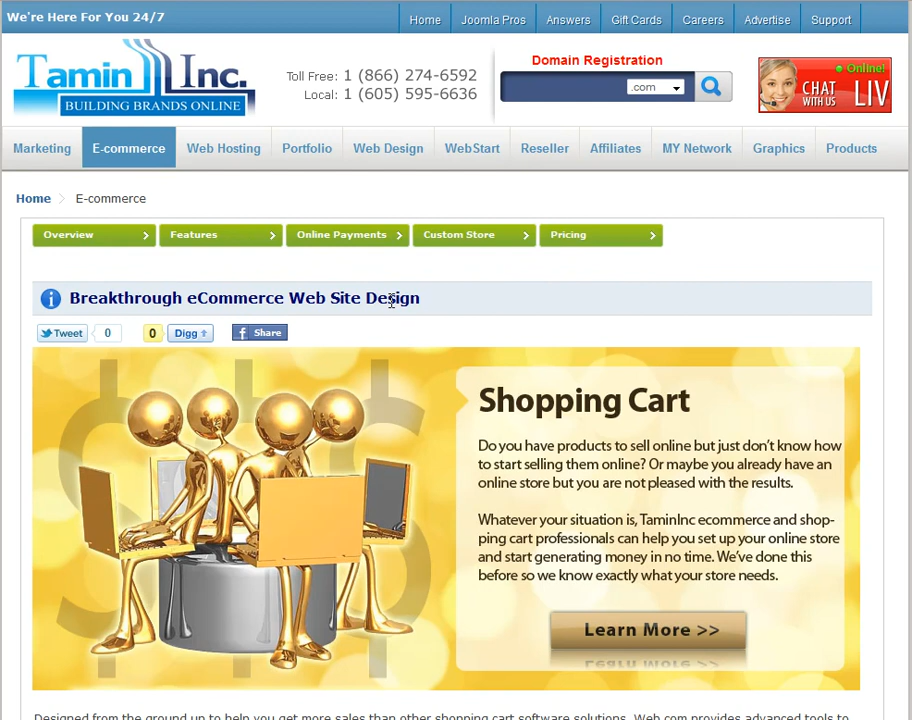 We're Here For You 24/7
Home Joomla Pros Answers Gift Cards Careers Advertise Support
Tamin Inc.
BUILDING BRANDS ONLINE
Toll Free: 1 (866) 274-6592
Local: 1 (605) 595-6636
Domain Registration
.com
Online!
CHAT WITH US LIV
Marketing E-commerce Web Hosting Portfolio Web Design WebStart Reseller Affiliates MY Network Graphics Products
Home E-commerce
Overview Features Online Payments Custom Store Pricing
Breakthrough eCommerce Web Site Design
Tweet 0 0 Digg Share
Shopping Cart
Do you have products to sell online but just don't know how
to start selling them online? Or maybe you already have an
online store but you are not pleased with the results.
Whatever your situation is, TaminInc ecommerce and shop-
ping cart professionals can help you set up your online store
and start generating money in no time. We've done this
before so we know exactly what your store needs.
Learn More >>
Designed from the ground up to help you get more sales than other shopping cart software solutions, Web.com provides advanced tools to